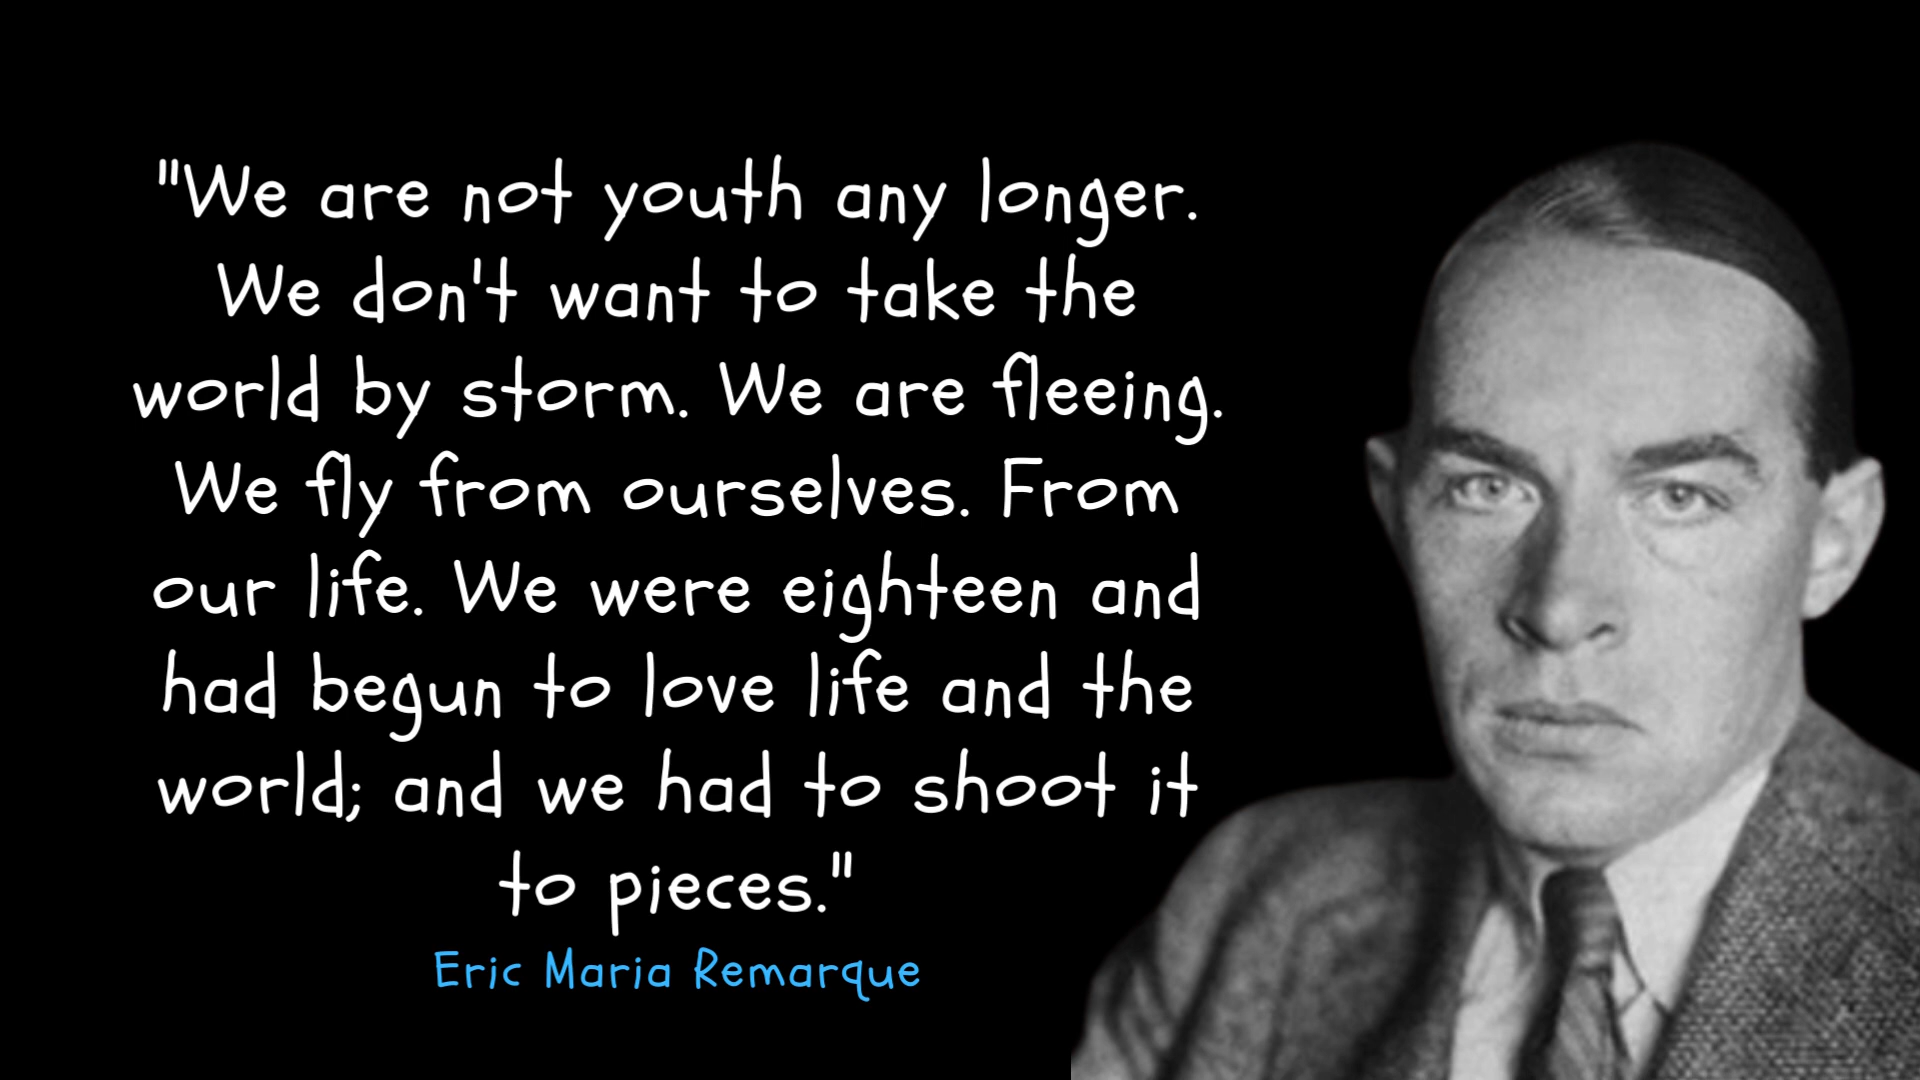 "We are not youth any longer.
We don't want to take the
world by storm. We are fleeing.
We fly from ourselves. From
our life. We were eighteen and
had begun to love life and the
world; and we had to shoot it
to pieces."
Eric Maria Remarque